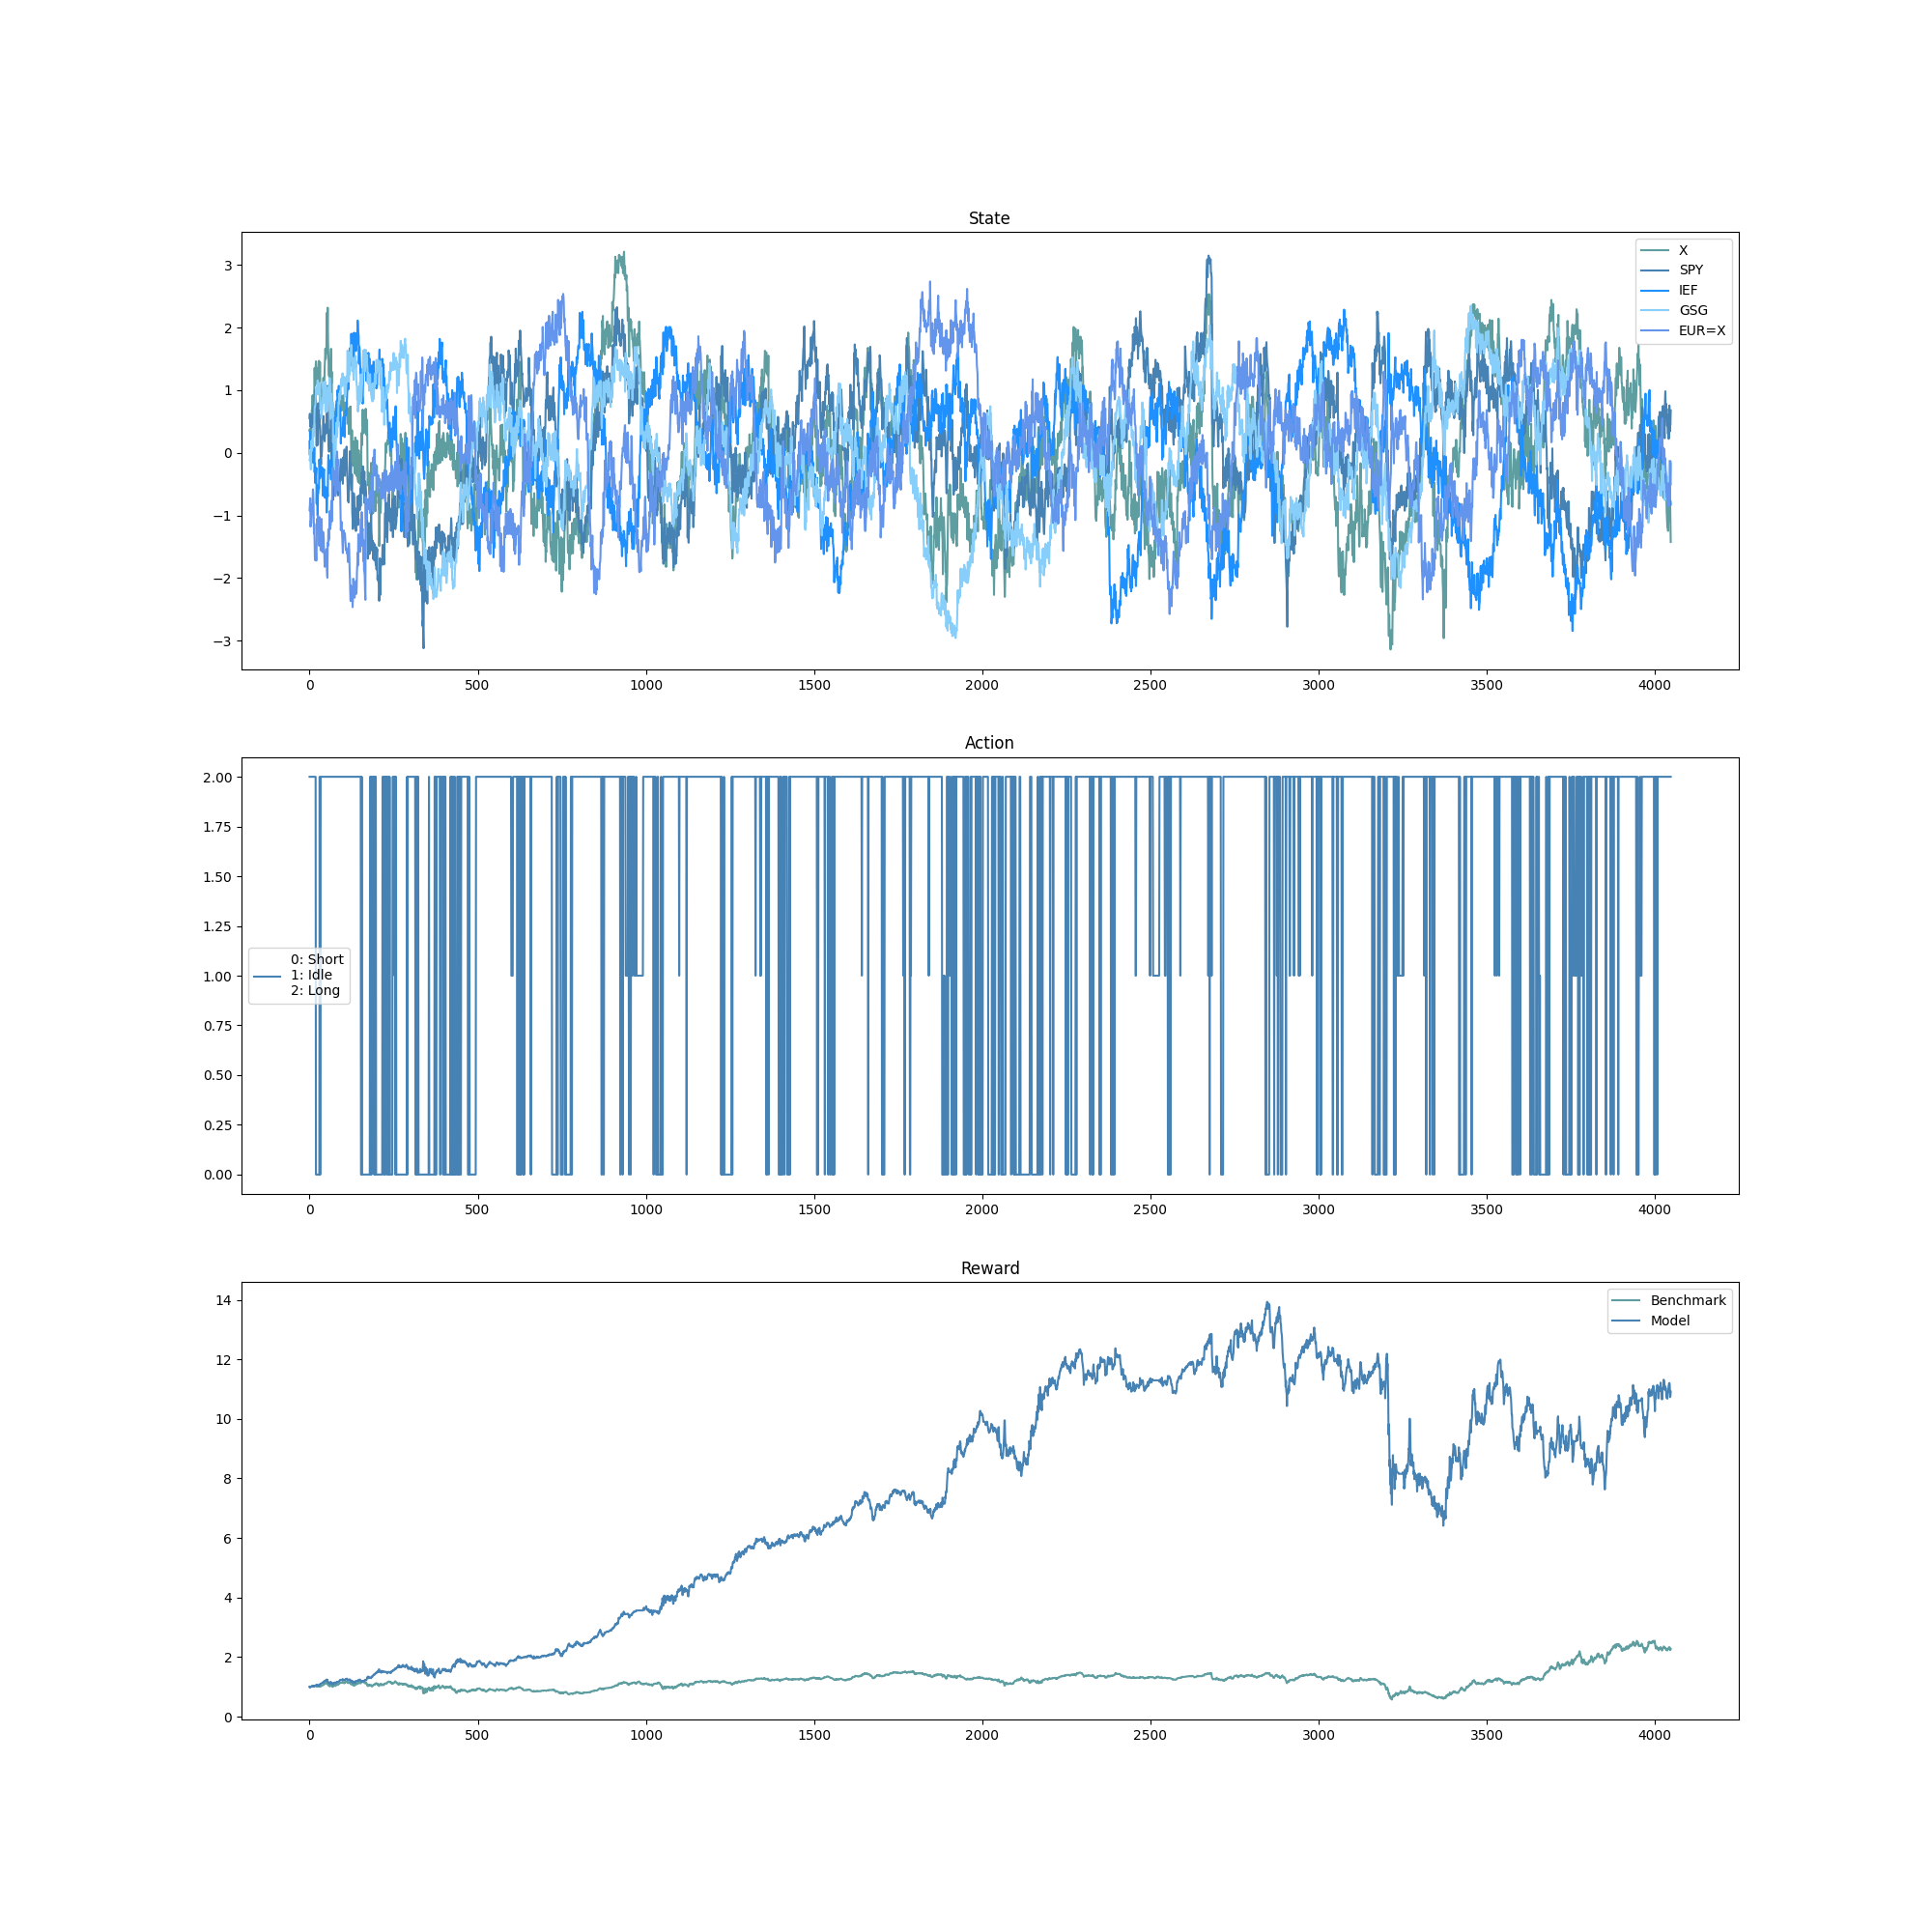 State
3
2
1
0
−1
−2
−3
X
SPY
IEF
GSG
EUR=X
0 500 1000 1500 2000 2500 3000 3500 4000
Action
2.00
1.75
1.50
1.25
1.00
0.75
0.50
0.25
0.00
0: Short
1: Idle
2: Long
0 500 1000 1500 2000 2500 3000 3500 4000
Reward
14
12
10
8
6
4
2
0
Benchmark
Model
0 500 1000 1500 2000 2500 3000 3500 4000